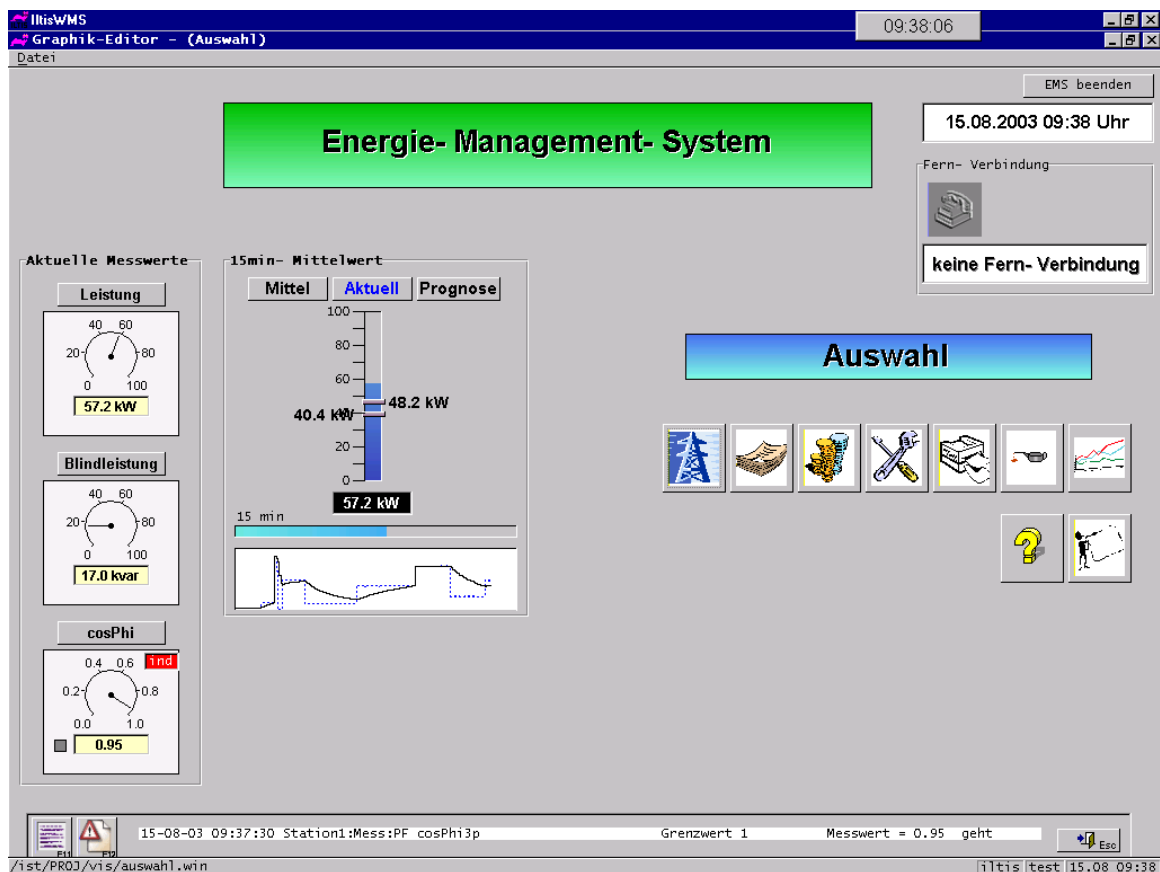 IltisWMS
09:38:06
Graphik-Editor - (Auswahl)
Datei
EMS beenden
Energie- Management- System
15.08.2003 09:38 Uhr
Fern- Verbindung
keine Fern- Verbindung
Aktuelle Messwerte
Leistung
40 60
20 80
0 100
57.2 kW
Blindleistung
40 60
20 80
0 100
17.0 kvar
cosPhi
0.4 0.6 ind
0.2 0.8
0.0 1.0
0.95
15min- Mittelwert
Mittel Aktuell Prognose
100
80
60
48.2 kW
40.4 kW 40
20
0
57.2 kW
15 min
Auswahl
15-08-03 09:37:30 Station1:Mess:PF cosPhi3p Grenzwert 1 Messwert = 0.95 geht
F11 F12 Esc
/ist/PROJ/vis/auswahl.win iltis test 15.08 09:38